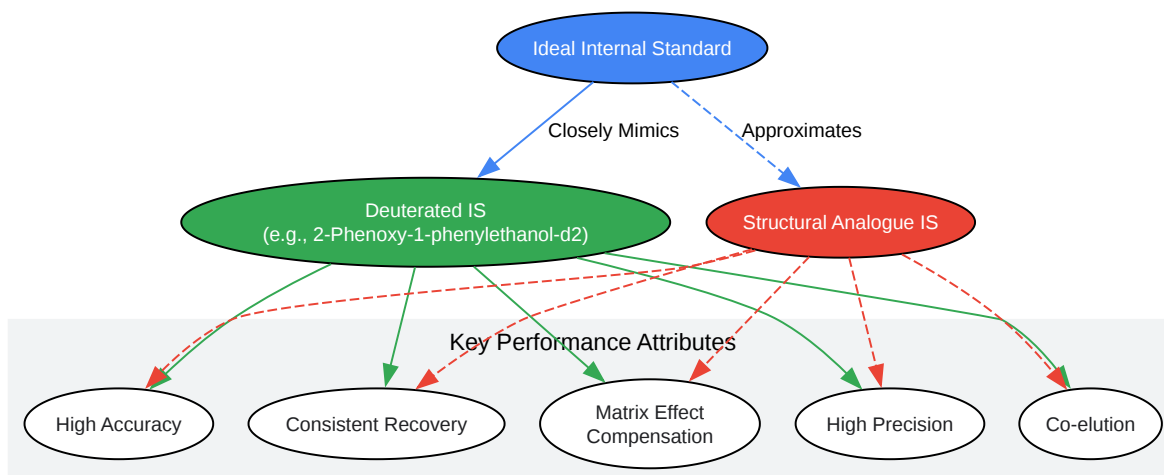 Ideal Internal Standard
Closely Mimics
Approximates
Deuterated IS
(e.g., 2-Phenoxy-1-phenylethanol-d2)
Structural Analogue IS
Key Performance Attributes
High Accuracy
Consistent Recovery
Matrix Effect
Compensation
High Precision
Co-elution